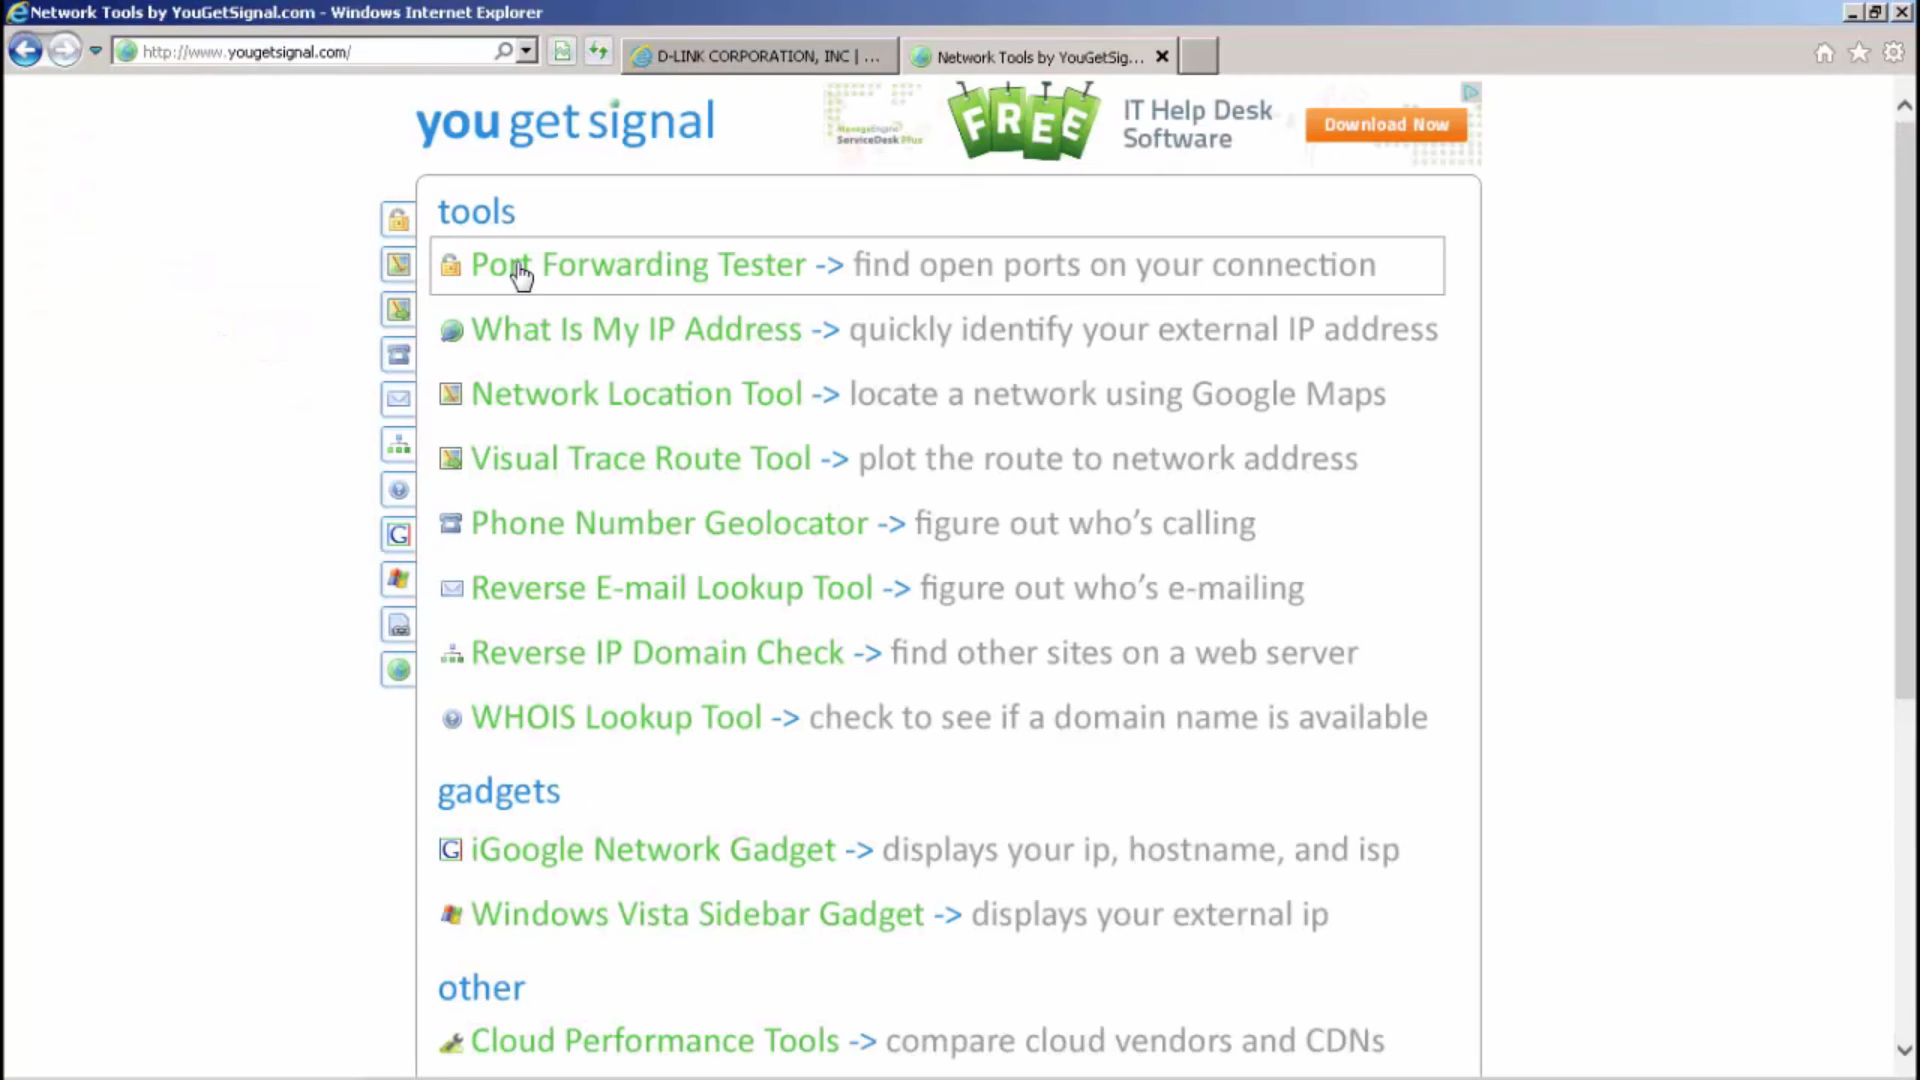 Network Tools by YouGetSignal.com - Windows Internet Explorer
http://www.yougetsignal.com/
D-LINK CORPORATION, INC | ...
Network Tools by YouGetSig...
you get signal
ManageEngine
ServiceDesk Plus
FREE
IT Help Desk
Software
Download Now
tools
Port Forwarding Tester -> find open ports on your connection
What Is My IP Address -> quickly identify your external IP address
Network Location Tool -> locate a network using Google Maps
Visual Trace Route Tool -> plot the route to network address
Phone Number Geolocator -> figure out who's calling
Reverse E-mail Lookup Tool -> figure out who's e-mailing
Reverse IP Domain Check -> find other sites on a web server
WHOIS Lookup Tool -> check to see if a domain name is available
gadgets
iGoogle Network Gadget -> displays your ip, hostname, and isp
Windows Vista Sidebar Gadget -> displays your external ip
other
Cloud Performance Tools -> compare cloud vendors and CDNs